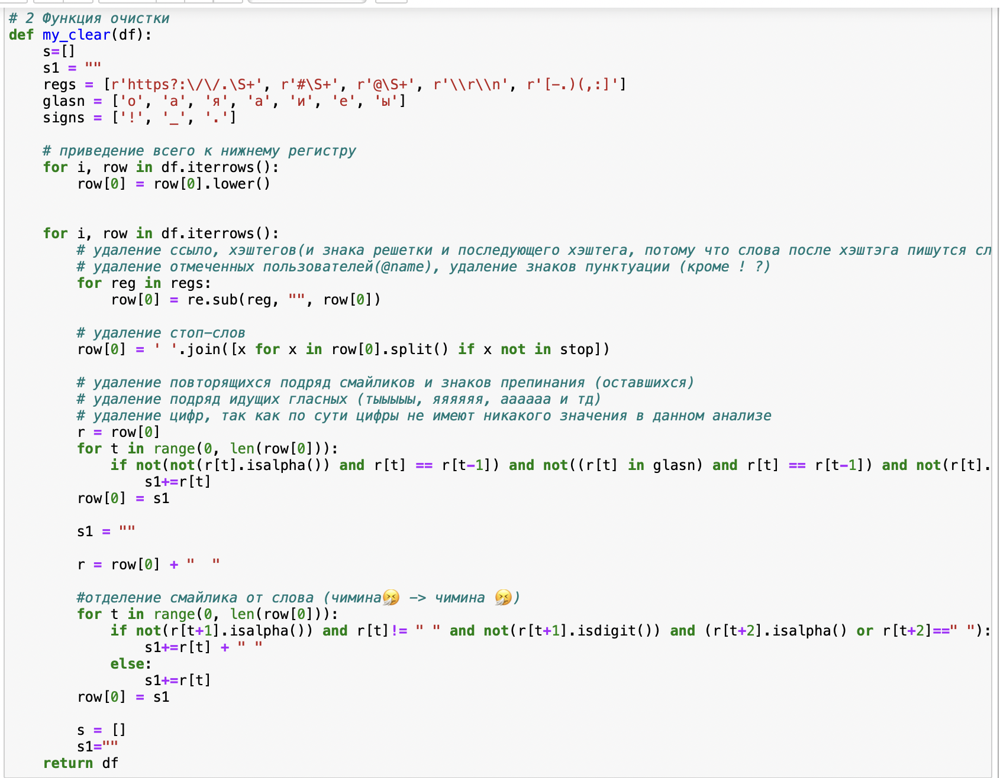 # 2 Функция очистки
def my_clear(df):
    s=[]
    s1 = ""
    regs = [r'https?:\/\/.\S+', r'#\S+', r'@\S+', r'\\r\\n', r'[-.)(,:]']
    glasn = ['о', 'а', 'я', 'а', 'и', 'е', 'ы']
    signs = ['!', '_', '.']

    # приведение всего к нижнему регистру
    for i, row in df.iterrows():
        row[0] = row[0].lower()


    for i, row in df.iterrows():
        # удаление ссыло, хэштегов(и знака решетки и последующего хэштега, потому что слова после хэштэга пишутся сл
        # удаление отмеченных пользователей(@name), удаление знаков пунктуации (кроме ! ?)
        for reg in regs:
            row[0] = re.sub(reg, "", row[0])

        # удаление стоп-слов
        row[0] = ' '.join([x for x in row[0].split() if x not in stop])

        # удаление повторящихся подряд смайликов и знаков препинания (оставшихся)
        # удаление подряд идущих гласных (тыыыыы, яяяяяя, аааааа и тд)
        # удаление цифр, так как по сути цифры не имеют никакого значения в данном анализе
        r = row[0]
        for t in range(0, len(row[0])):
            if not(not(r[t].isalpha()) and r[t] == r[t-1]) and not((r[t] in glasn) and r[t] == r[t-1]) and not(r[t].
                s1+=r[t]
        row[0] = s1

        s1 = ""

        r = row[0] + "  "

        #отделение смайлика от слова (чимина🤧 -> чимина 🤧)
        for t in range(0, len(row[0])):
            if not(r[t+1].isalpha()) and r[t]!= " " and not(r[t+1].isdigit()) and (r[t+2].isalpha() or r[t+2]==" "):
                s1+=r[t] + " "
            else:
                s1+=r[t]
        row[0] = s1

        s = []
        s1=""
    return df